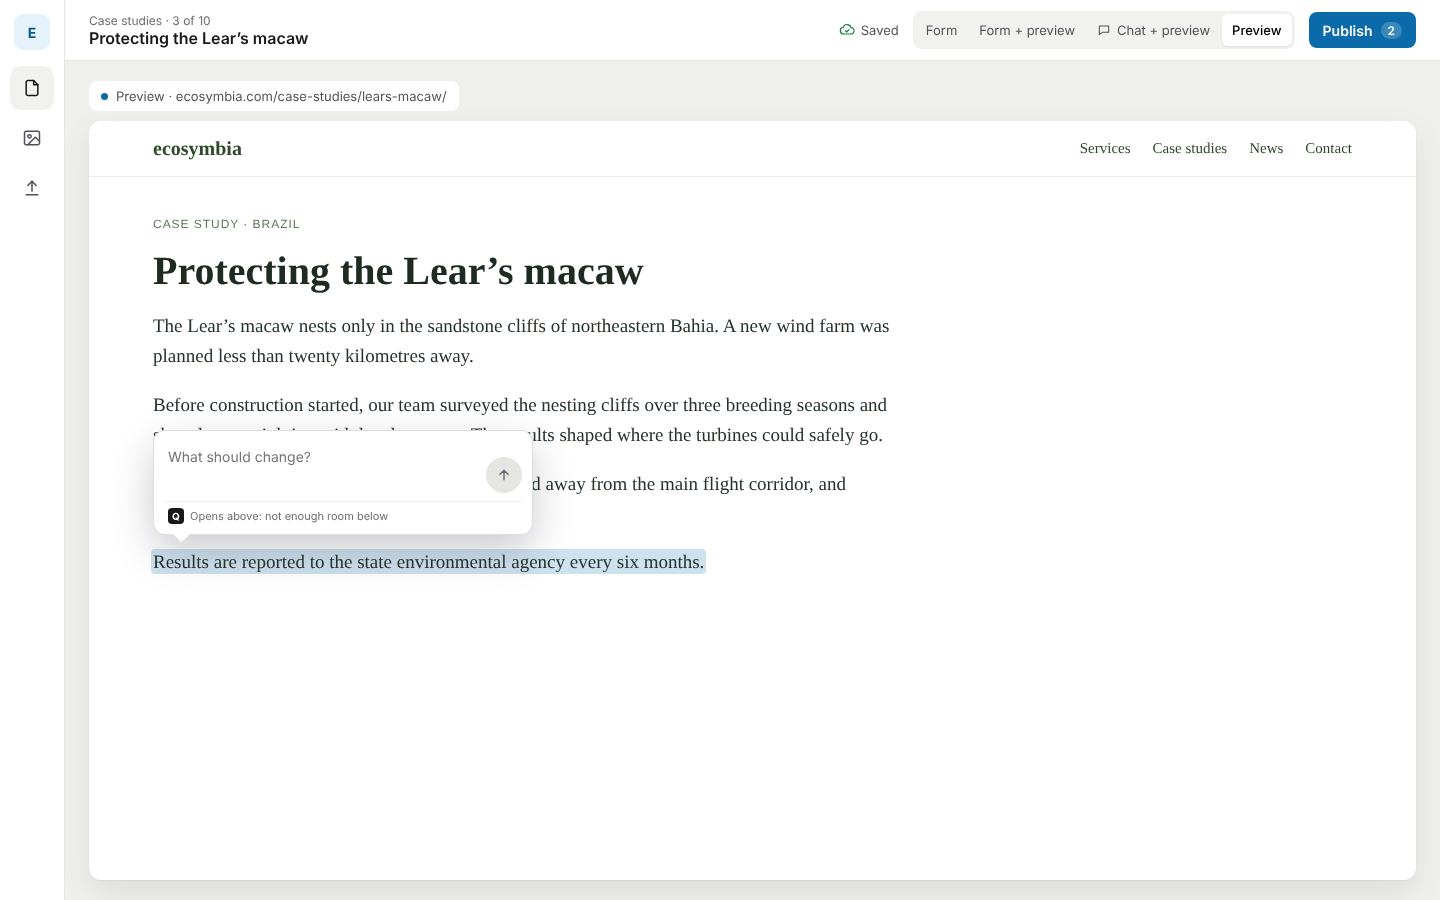 E
Case studies · 3 of 10
Protecting the Lear’s macaw
Saved
Form
Form + preview
Chat + preview
Preview
Publish 2
Preview · ecosymbia.com/case-studies/lears-macaw/
ecosymbia
Services
Case studies
News
Contact
CASE STUDY · BRAZIL
Protecting the Lear’s macaw
The Lear’s macaw nests only in the sandstone cliffs of northeastern Bahia. A new wind farm was
planned less than twenty kilometres away.
Before construction started, our team surveyed the nesting cliffs over three breeding seasons and
shaped where the turbines could safely go.
What should change?
away from the main flight corridor, and
Q Opens above: not enough room below
Results are reported to the state environmental agency every six months.